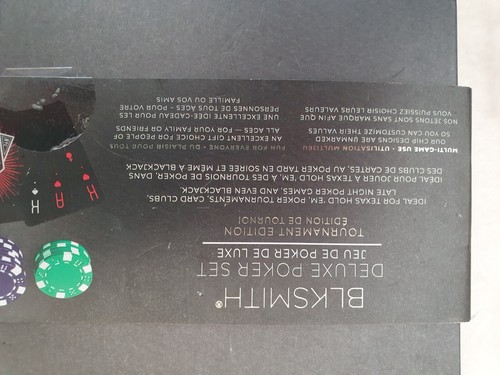 BLKSMITH®
DELUXE POKER SET
JEU DE POKER DE LUXE
TOURNAMENT EDITION
ÉDITION DE TOURNOI
IDEAL FOR TEXAS HOLD 'EM, POKER TOURNAMENTS, CARD CLUBS,
LATE NIGHT POKER GAMES, AND EVEN BLACKJACK.
IDÉAL POUR JOUER À TEXAS HOLD 'EM, À DES TOURNOIS DE POKER, DANS
DES CLUBS DE CARTES, AU POKER TARD EN SOIRÉE ET MÊME À BLACKJACK
MULTI-GAME USE • UTILISATION MULTIJEU
OUR CHIP DESIGNS ARE UNMARKED
SO YOU CAN CUSTOMIZE THEIR VALUES
NOS JETONS SONT SANS MARQUE AFIN QUE
VOUS PUISSIEZ CHOISIR LEURS VALEURS
FUN FOR EVERYONE • DU PLAISIR POUR TOUS
AN EXCELLENT GIFT CHOICE FOR PEOPLE OF
ALL AGES — FOR YOUR FAMILY OR FRIENDS
UNE EXCELLENTE IDÉE-CADEAU POUR LES
PERSONNES DE TOUS ÂGES – POUR VOTRE
FAMILLE OU VOS AMIS